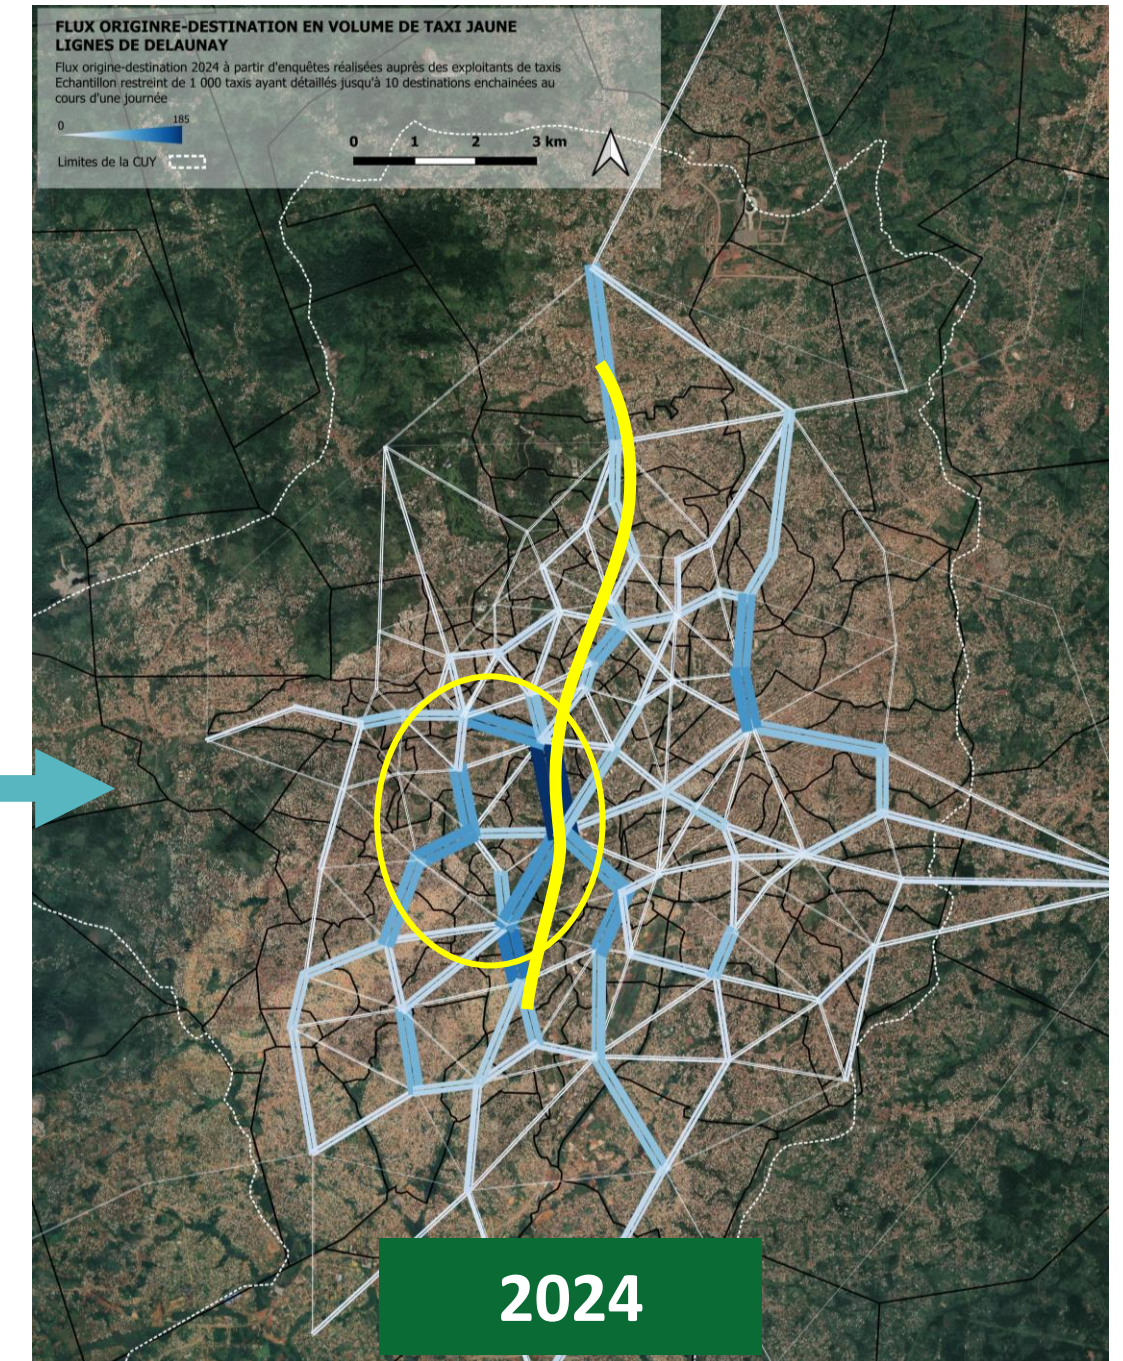 FLUX ORIGINRE-DESTINATION EN VOLUME DE TAXI JAUNE
LIGNES DE DELAUNAY
Flux origine-destination 2024 à partir d'enquêtes réalisées auprès des exploitants de taxis
Echantillon restreint de 1 000 taxis ayant détaillés jusqu'à 10 destinations enchainées au
cours d'une journée
0 185
0 1 2 3 km
Limites de la CUY
2024